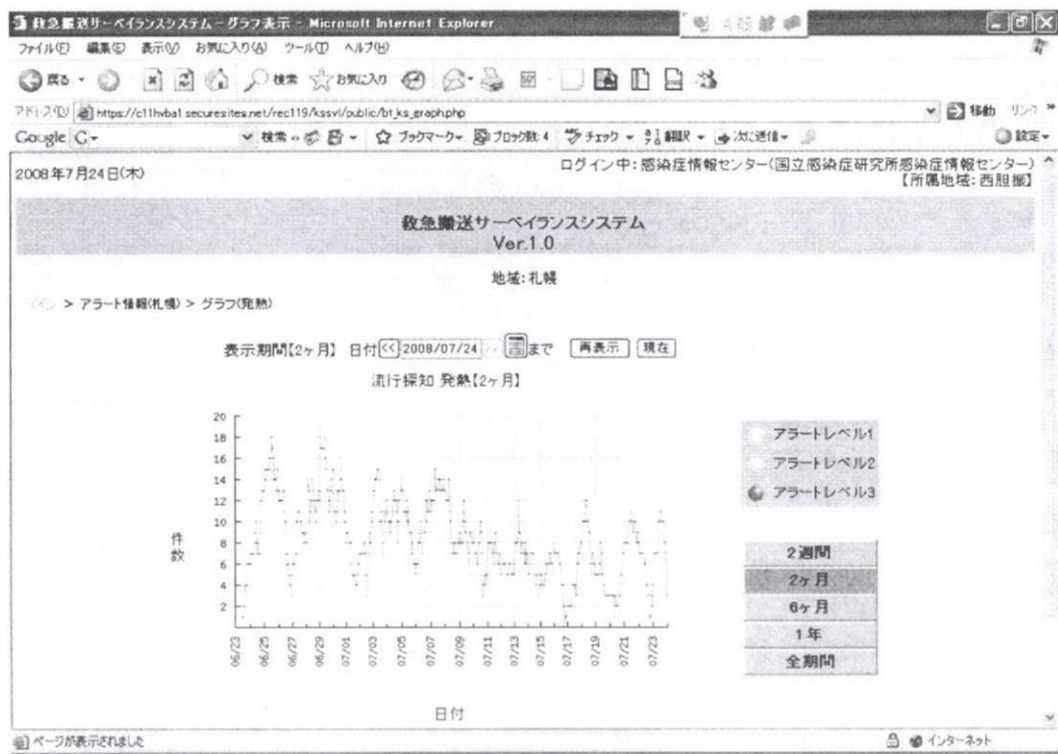 救急搬送サーベイランスシステム - グラフ表示 - Microsoft Internet Explorer
ファイル(F) 編集(E) 表示(V) お気に入り(A) ツール(T) ヘルプ(H)
戻る 検索 お気に入り
アドレス(D) https://c11hvba1.securesites.net/rec119/kssvl/public/bt_ks_graph.php 移動 リンク »
Google 検索 ブックマーク ブロック数: 4 チェック 翻訳 次に送信 設定
2008年7月24日(木)
ログイン中: 感染症情報センター(国立感染症研究所感染症情報センター)
【所属地域: 西胆振】
救急搬送サーベイランスシステム
Ver.1.0
地域: 札幌
> アラート情報(札幌) > グラフ(発熱)
表示期間【2ヶ月】 日付 << 2008/07/24 まで 再表示 現在
流行探知 発熱【2ヶ月】
20
18
16
14
12
10
8
6
4
2
件数
06/23 06/25 06/27 06/29 07/01 07/03 07/05 07/07 07/09 07/11 07/13 07/15 07/17 07/19 07/21 07/23
日付
アラートレベル1
アラートレベル2
アラートレベル3
2週間
2ヶ月
6ヶ月
1年
全期間
ページが表示されました インターネット